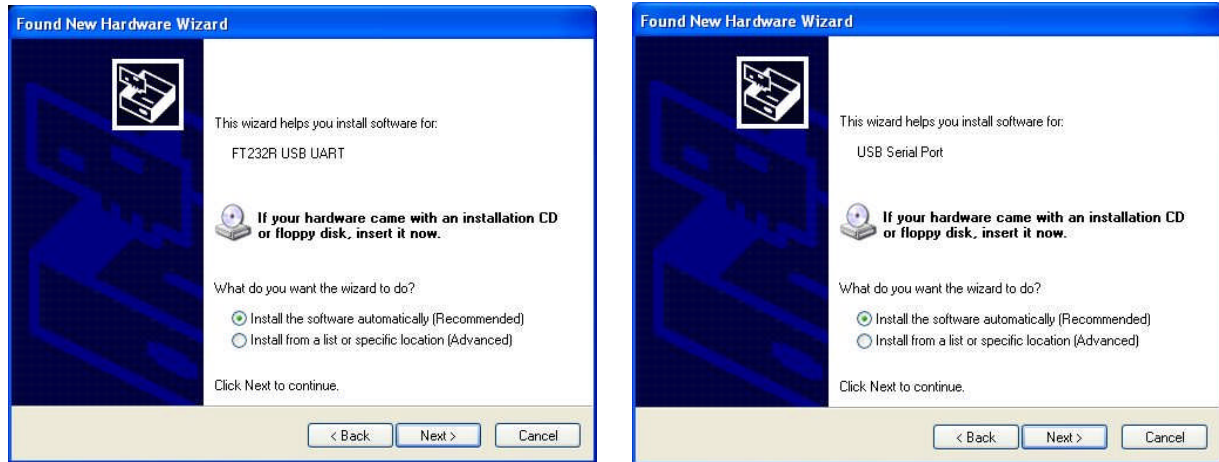 Found New Hardware Wizard
This wizard helps you install software for:
FT232R USB UART
If your hardware came with an installation CD
or floppy disk, insert it now.
What do you want the wizard to do?
Install the software automatically (Recommended)
Install from a list or specific location (Advanced)
Click Next to continue.
< Back
Next >
Cancel
Found New Hardware Wizard
This wizard helps you install software for:
USB Serial Port
If your hardware came with an installation CD
or floppy disk, insert it now.
What do you want the wizard to do?
Install the software automatically (Recommended)
Install from a list or specific location (Advanced)
Click Next to continue.
< Back
Next >
Cancel